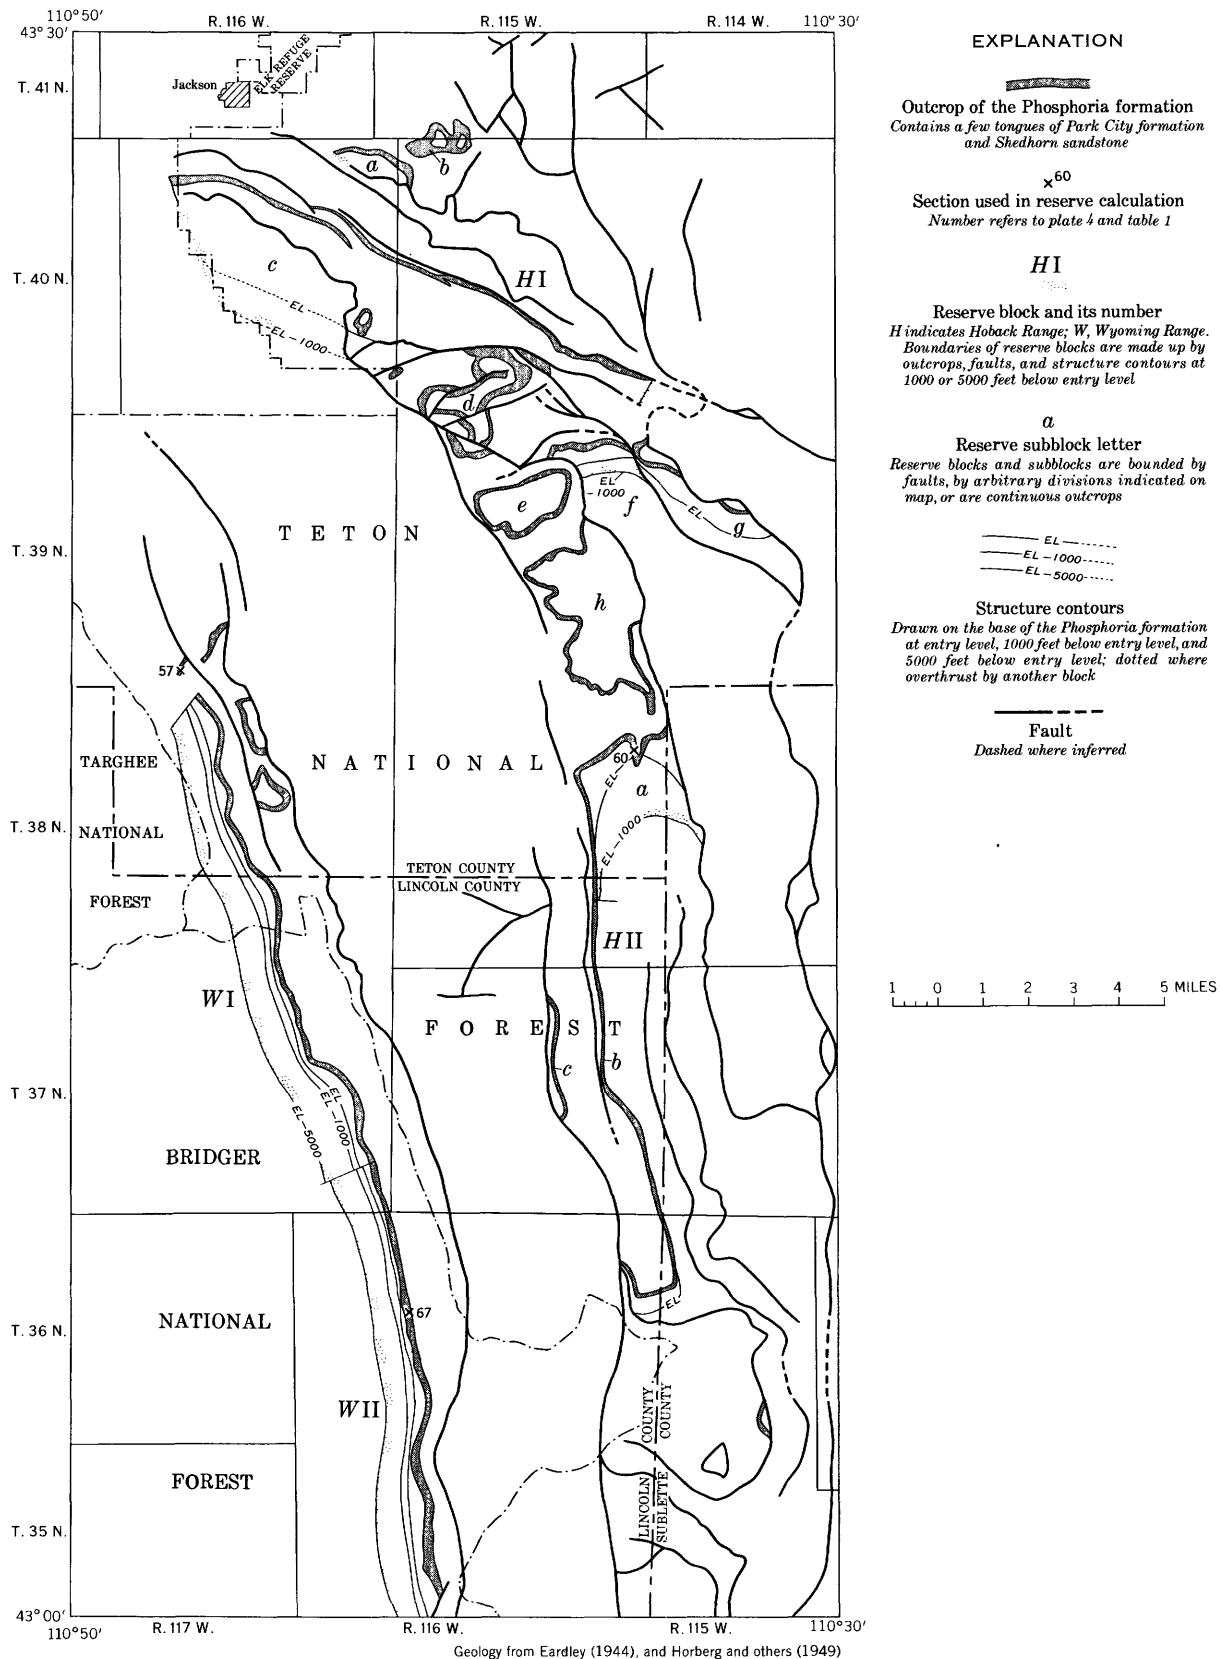 110°50'
R. 116 W.
R. 115 W.
R. 114 W.
110°30'
43°30'
T. 41 N.
Jackson
ELK REFUGE
RESERVE
a
b
c
HI
T. 40 N.
EL
EL-1000
d
e
EL
-1000
f
EL
g
TETON
T. 39 N.
h
57
60
EL
a
TARGHEE
NATIONAL
NATIONAL
EL-1000
T. 38 N.
TETON COUNTY
LINCOLN COUNTY
FOREST
HII
WI
FOREST
c
b
T. 37 N.
EL
EL-1000
EL-5000
BRIDGER
67
EL
NATIONAL
T. 36 N.
WII
COUNTY
COUNTY
FOREST
LINCOLN
SUBLETTE
T. 35 N.
43°00'
110°50'
R. 117 W.
R. 116 W.
R. 115 W.
110°30'
Geology from Eardley (1944), and Horberg and others (1949)
EXPLANATION
Outcrop of the Phosphoria formation
Contains a few tongues of Park City formation
and Shedhorn sandstone
×60
Section used in reserve calculation
Number refers to plate 4 and table 1
HI
Reserve block and its number
H indicates Hoback Range; W, Wyoming Range.
Boundaries of reserve blocks are made up by
outcrops, faults, and structure contours at
1000 or 5000 feet below entry level
a
Reserve subblock letter
Reserve blocks and subblocks are bounded by
faults, by arbitrary divisions indicated on
map, or are continuous outcrops
EL
EL-1000
EL-5000
Structure contours
Drawn on the base of the Phosphoria formation
at entry level, 1000 feet below entry level, and
5000 feet below entry level; dotted where
overthrust by another block
Fault
Dashed where inferred
1 0 1 2 3 4 5 MILES